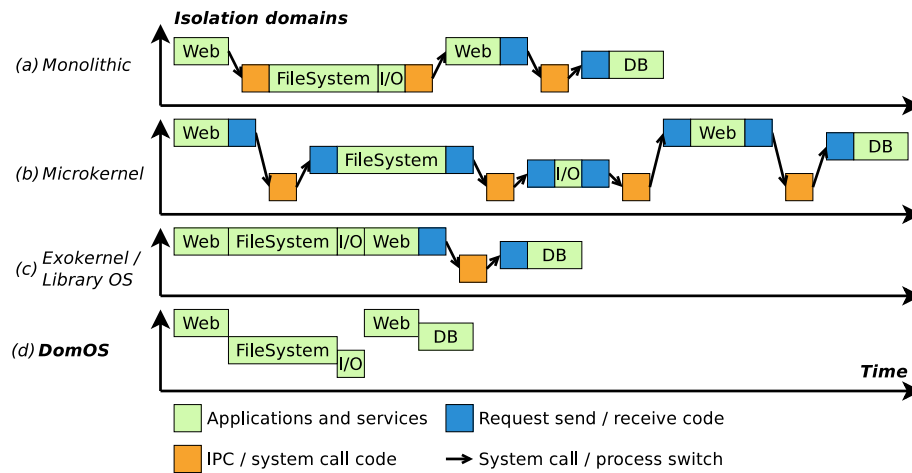 Isolation domains
(a) Monolithic
Web
FileSystem
I/O
Web
DB
(b) Microkernel
Web
FileSystem
I/O
Web
DB
(c) Exokernel /
Library OS
Web
FileSystem
I/O
Web
DB
(d) DomOS
Web
FileSystem
I/O
Web
DB
Time
Applications and services
Request send / receive code
IPC / system call code
System call / process switch